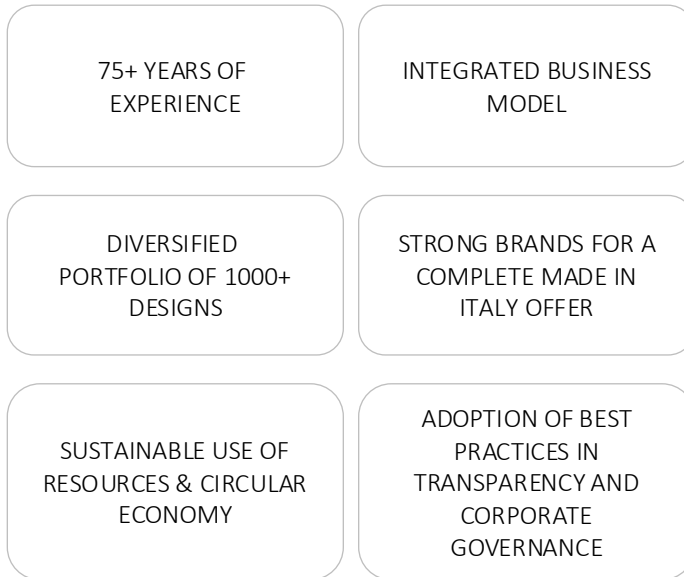 75+ YEARS OF
EXPERIENCE
INTEGRATED BUSINESS
MODEL
DIVERSIFIED
PORTFOLIO OF 1000+
DESIGNS
STRONG BRANDS FOR A
COMPLETE MADE IN
ITALY OFFER
SUSTAINABLE USE OF
RESOURCES & CIRCULAR
ECONOMY
ADOPTION OF BEST
PRACTICES IN
TRANSPARENCY AND
CORPORATE
GOVERNANCE